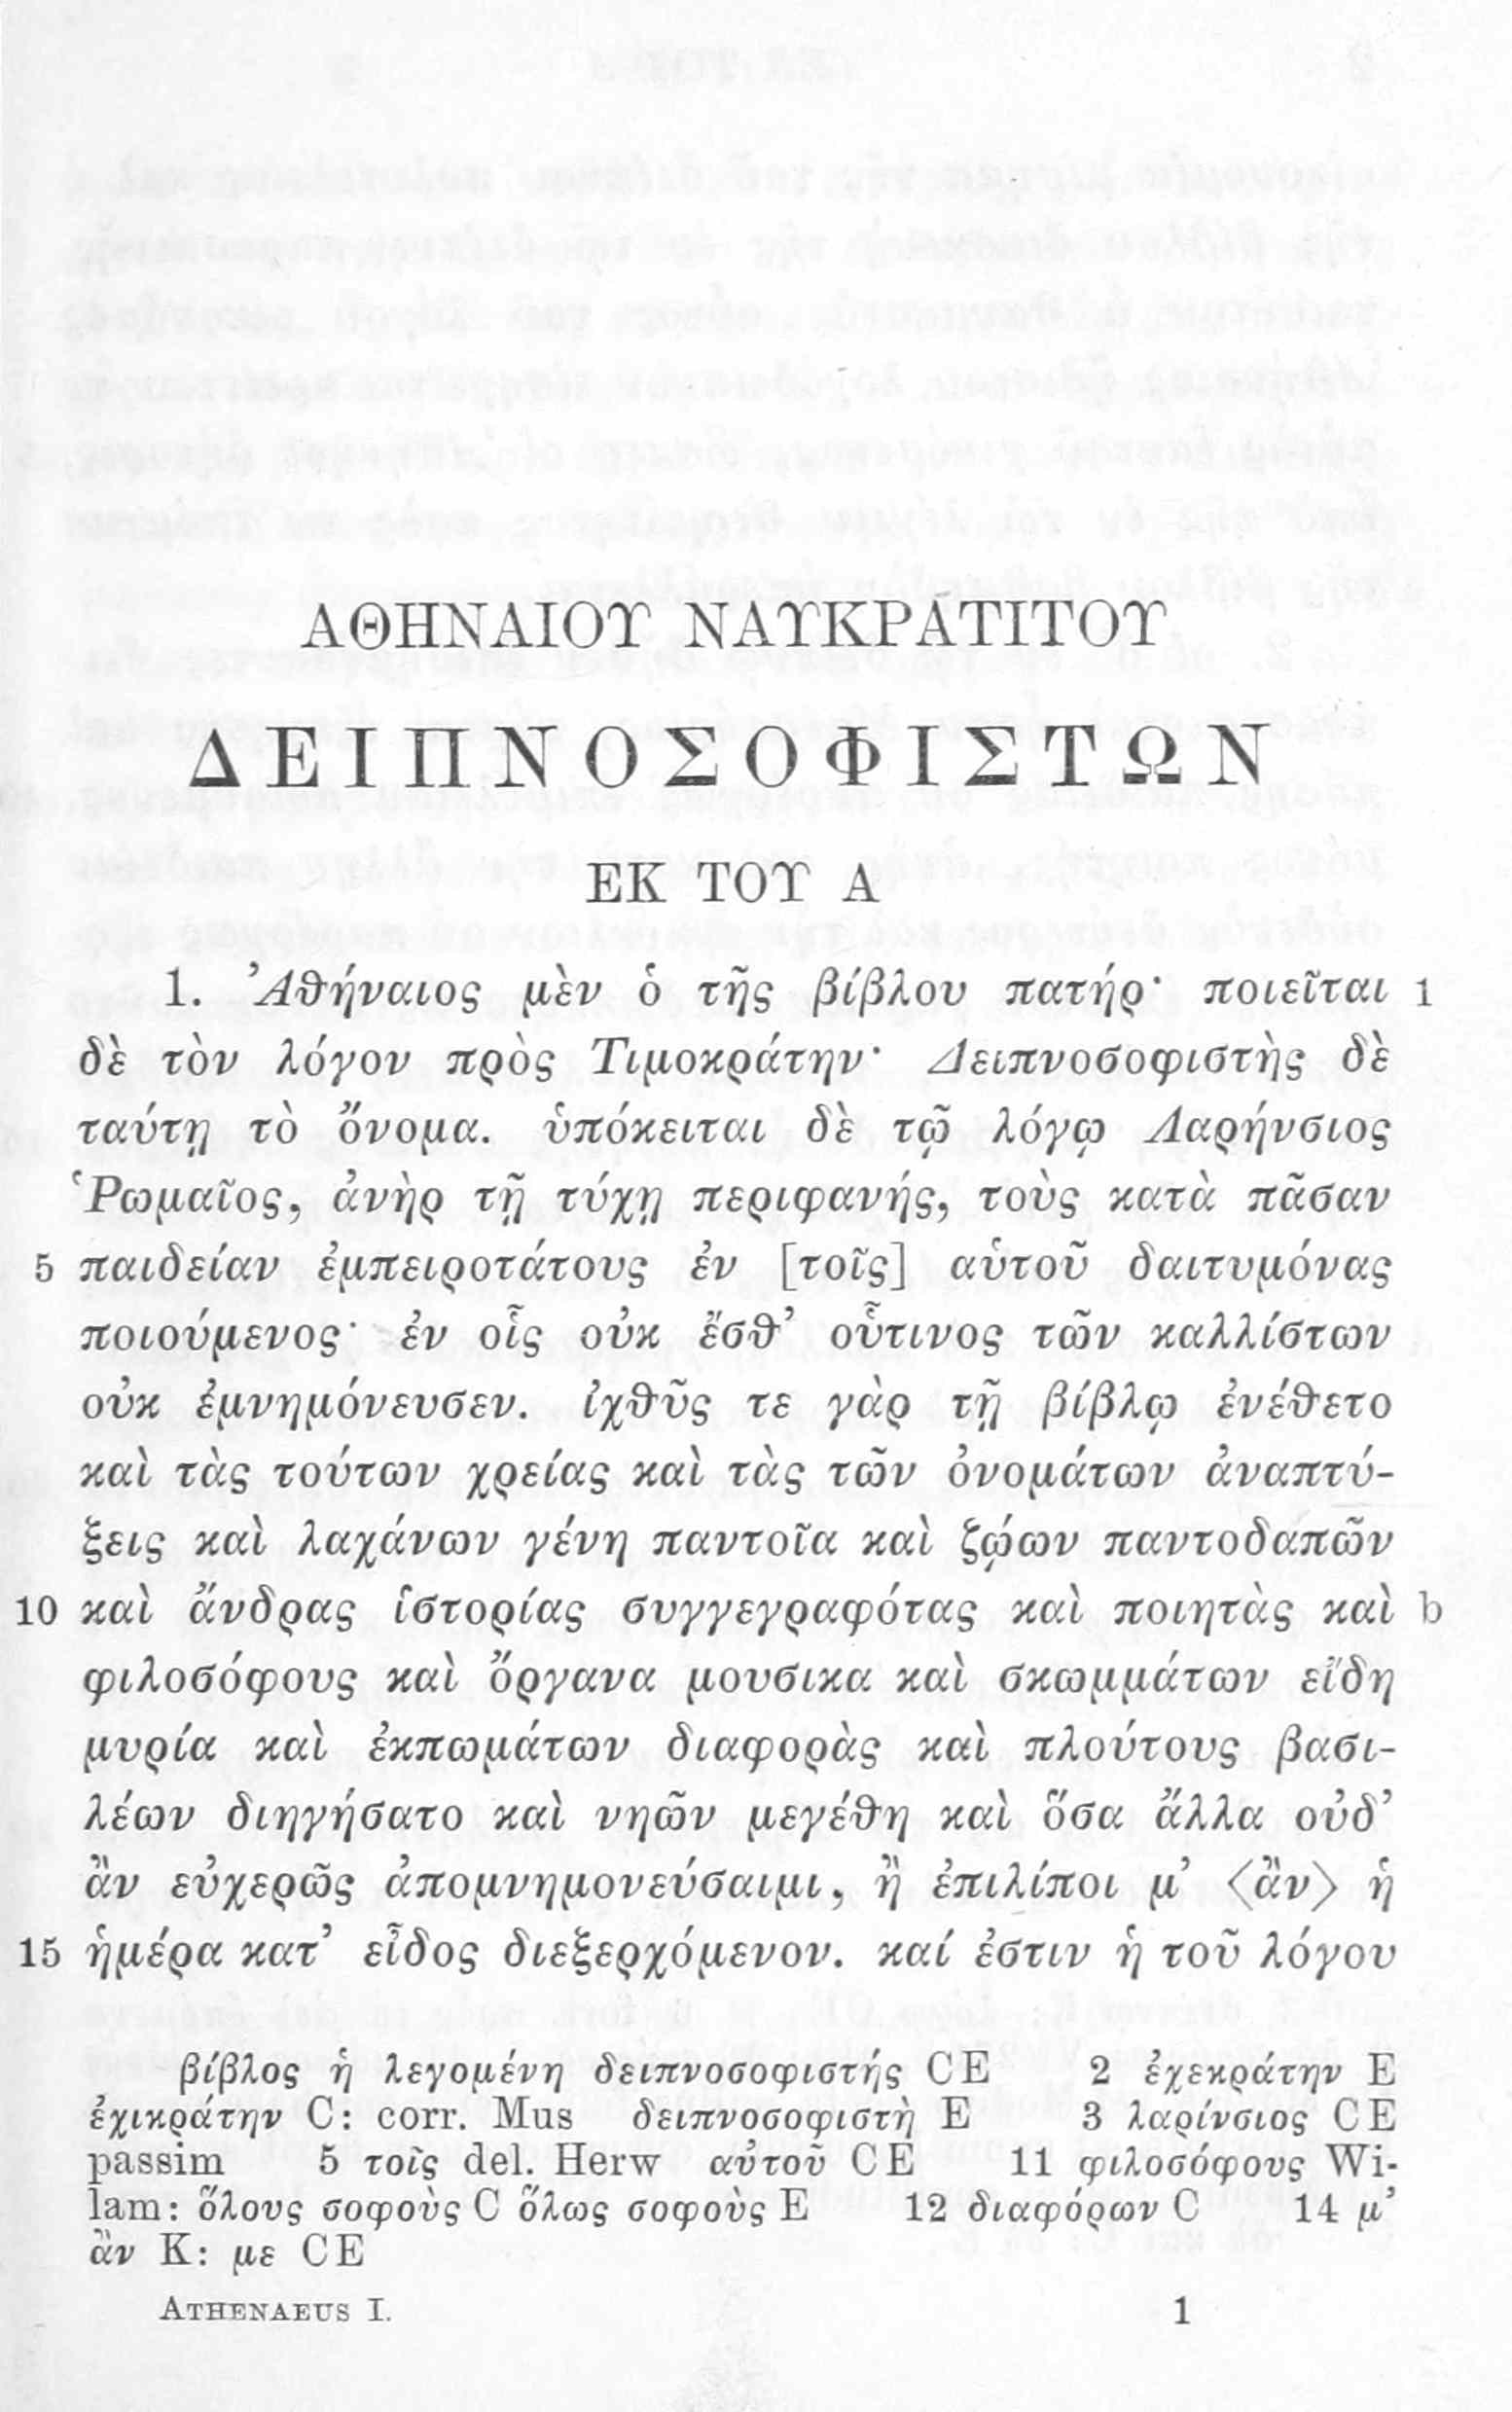 ΑΘΗΝΑΙΟΥ ΝΑΥΚΡΑΤΙΤΟΥ
ΔΕΙΠΝΟΣΟΦΙΣΤΩΝ
ΕΚ ΤΟΥ Α
1. Ἀθήναιος μὲν ὁ τῆς βίβλου πατήρ· ποιεῖται 1
δὲ τὸν λόγον πρὸς Τιμοκράτην· Δειπνοσοφιστὴς δὲ
ταύτῃ τὸ ὄνομα. ὑπόκειται δὲ τῷ λόγῳ Λαρήνσιος
Ῥωμαῖος, ἀνὴρ τῇ τύχῃ περιφανής, τοὺς κατὰ πᾶσαν
5 παιδείαν ἐμπειροτάτους ἐν [τοῖς] αὑτοῦ δαιτυμόνας
ποιούμενος· ἐν οἷς οὐκ ἔσθ’ οὗτινος τῶν καλλίστων
οὐκ ἐμνημόνευσεν. ἰχθῦς τε γὰρ τῇ βίβλῳ ἐνέθετο
καὶ τὰς τούτων χρείας καὶ τὰς τῶν ὀνομάτων ἀναπτύ-
ξεις καὶ λαχάνων γένη παντοῖα καὶ ζῴων παντοδαπῶν
10 καὶ ἄνδρας ἱστορίας συγγεγραφότας καὶ ποιητὰς καὶ b
φιλοσόφους καὶ ὄργανα μουσικα καὶ σκωμμάτων εἴδη
μυρία καὶ ἐκπωμάτων διαφορὰς καὶ πλούτους βασι-
λέων διηγήσατο καὶ νηῶν μεγέθη καὶ ὅσα ἄλλα οὐδ’
ἂν εὐχερῶς ἀπομνημονεύσαιμι, ἢ ἐπιλίποι μ’ ⟨ἂν⟩ ἡ
15 ἡμέρα κατ’ εἶδος διεξερχόμενον. καί ἐστιν ἡ τοῦ λόγου
βίβλος ἡ λεγομένη δειπνοσοφιστής CE 2 ἐχεκράτην E
ἐχικράτην C: corr. Mus δειπνοσοφιστὴ E 3 λαρίνσιος CE
passim 5 τοῖς del. Herw αὐτοῦ CE 11 φιλοσόφους Wi-
lam: ὅλους σοφοὺς C ὅλως σοφοὺς E 12 διαφόρων C 14 μ’
ἂν K: με CE
ATHENAEUS I. 1